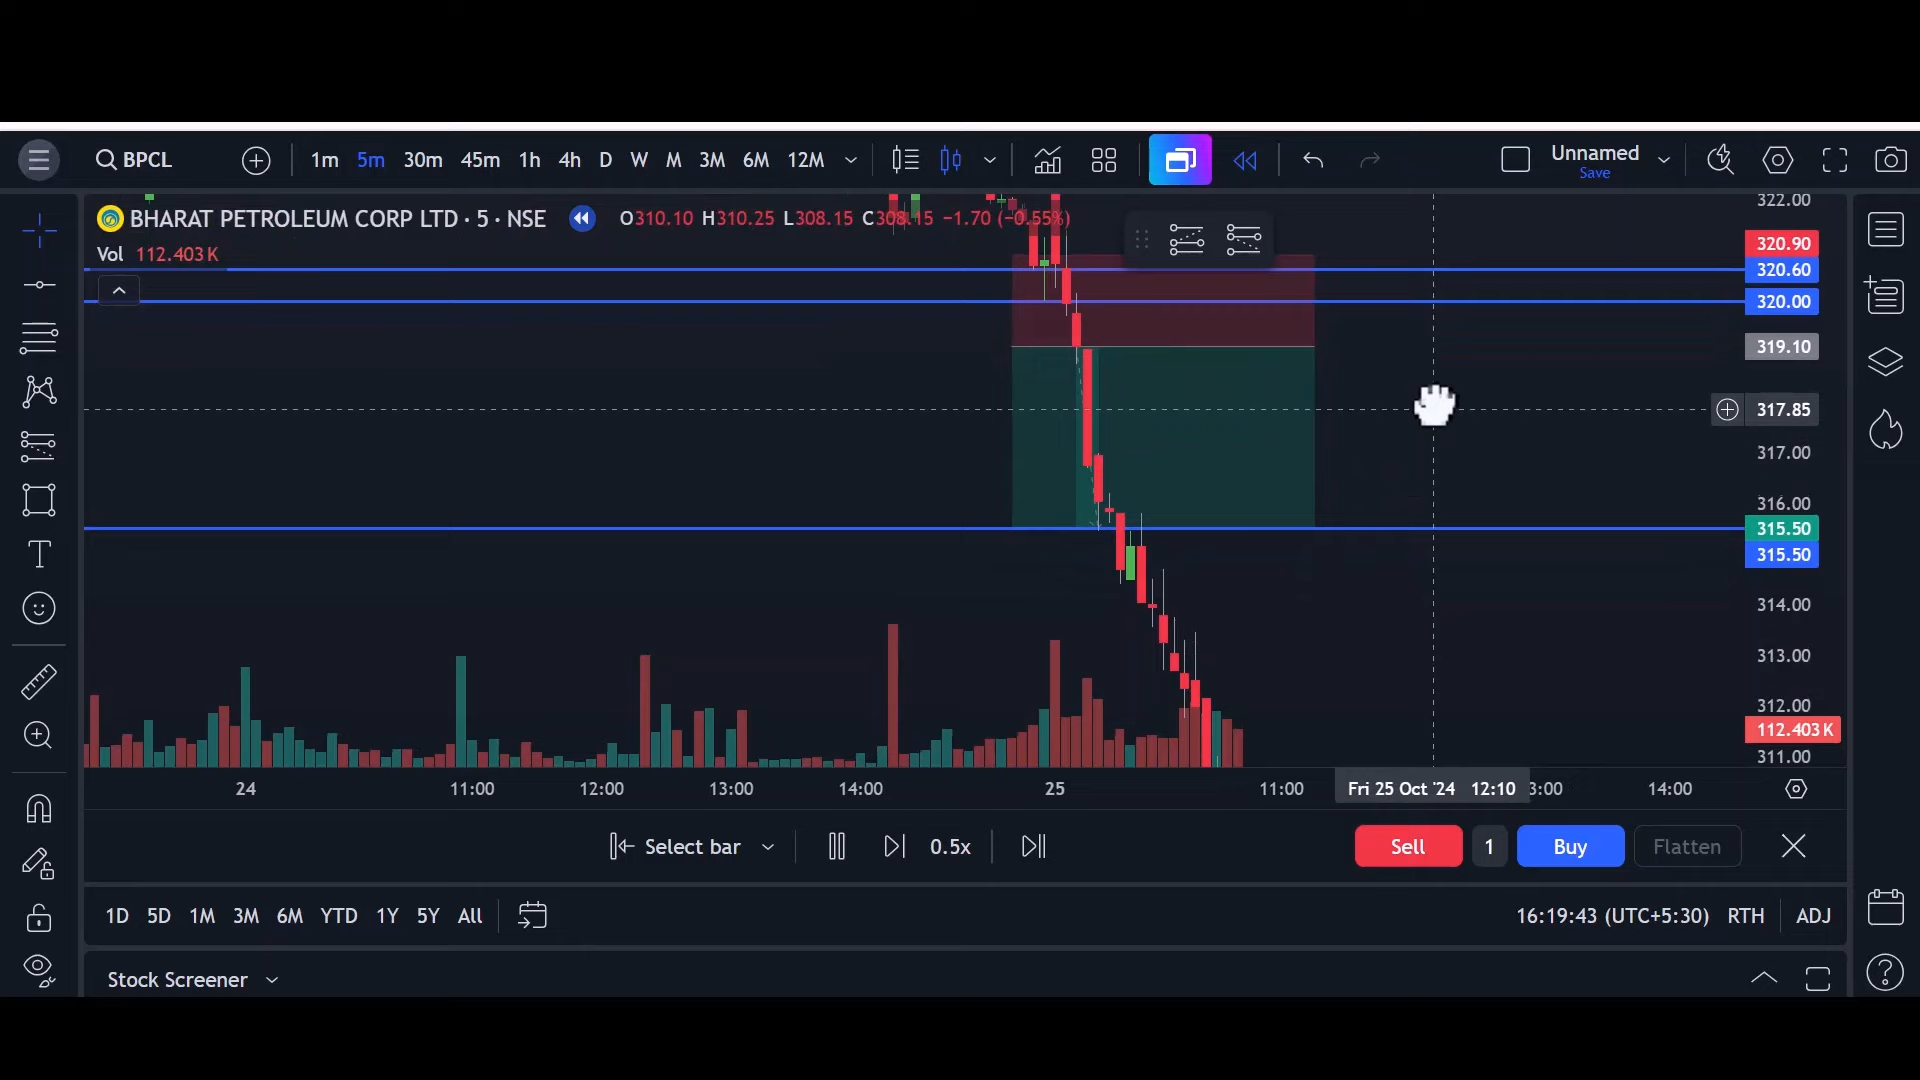 BPCL 1m 5m 30m 45m 1h 4h D W M 3M 6M 12M Unnamed
Save
BHARAT PETROLEUM CORP LTD · 5 · NSE O310.10 H310.25 L308.15 C308.15 −1.70 (−0.55%)
Vol 112.403K
322.00
320.90
320.60
320.00
319.10
317.85
317.00
316.00
315.50
315.50
314.00
313.00
312.00
112.403K
311.00
24 11:00 12:00 13:00 14:00 25 11:00 Fri 25 Oct '24 12:10 3:00 14:00
Select bar 0.5x Sell 1 Buy Flatten
1D 5D 1M 3M 6M YTD 1Y 5Y All 16:19:43 (UTC+5:30) RTH ADJ
Stock Screener